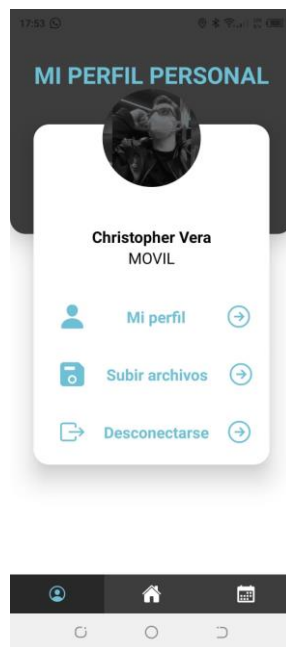 17:53
MI PERFIL PERSONAL
Christopher Vera
MOVIL
Mi perfil
Subir archivos
Desconectarse